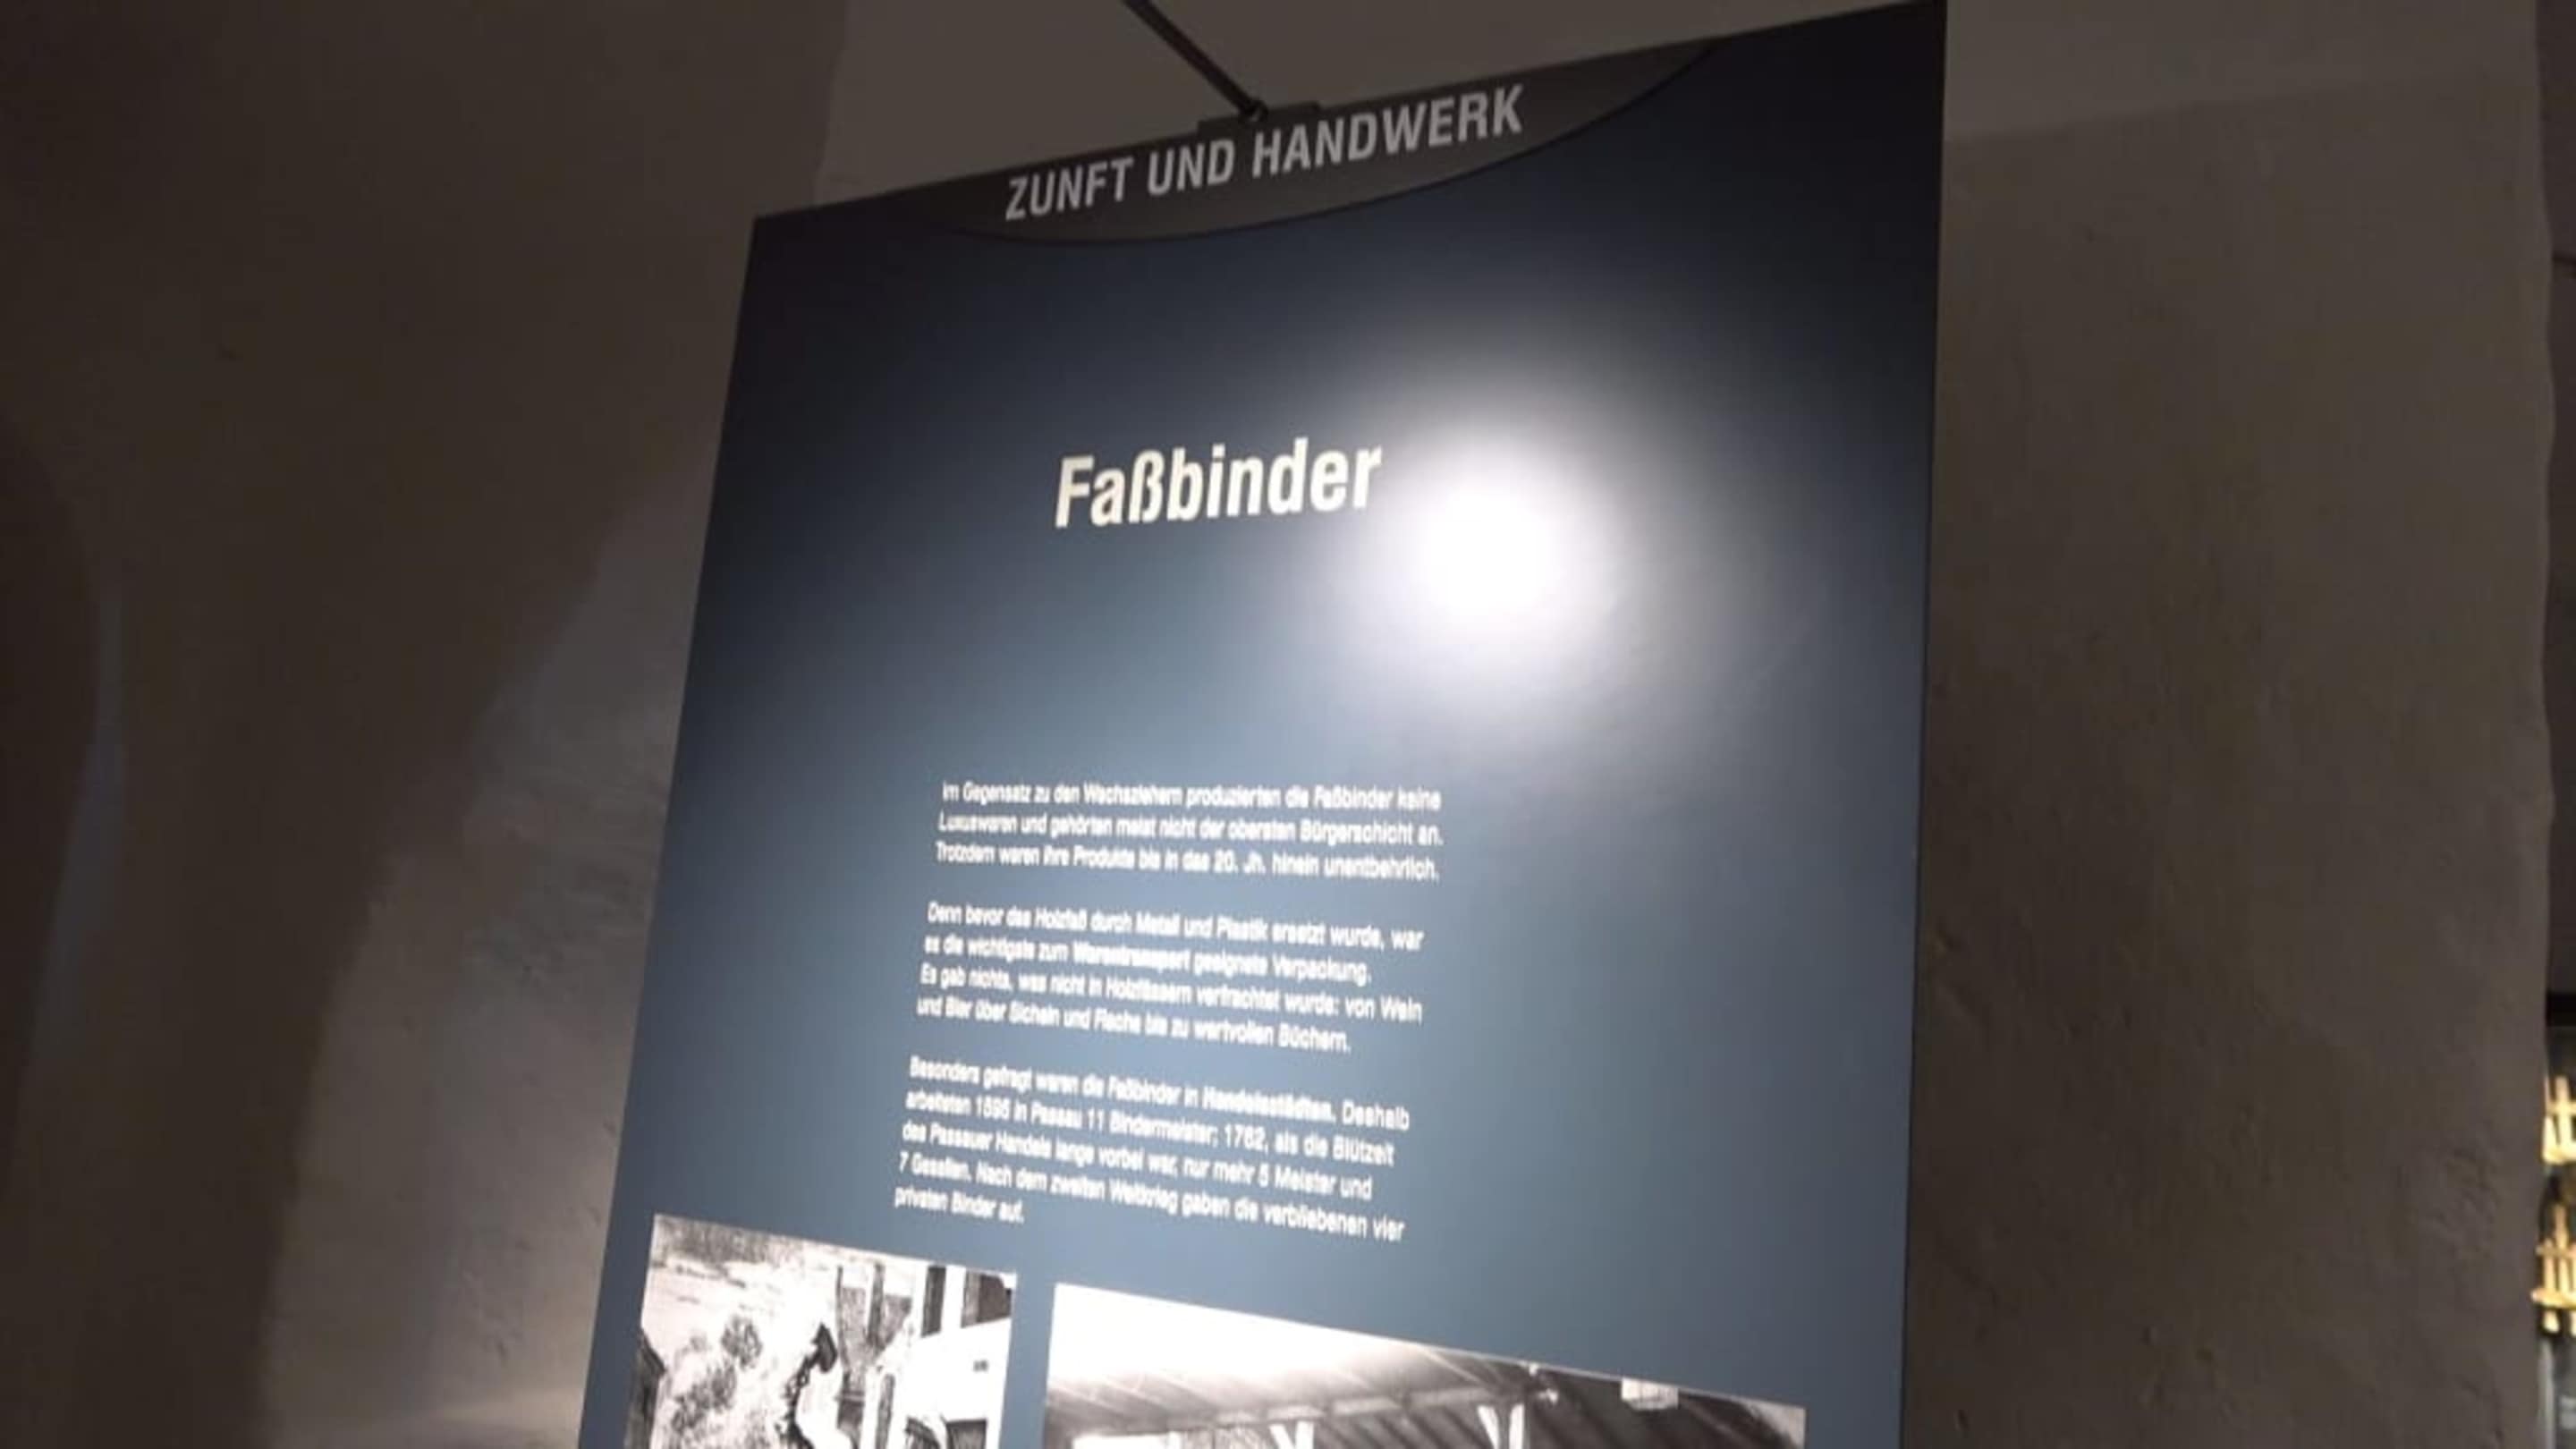 ZUNFT UND HANDWERK
Faßbinder
Im Gegensatz zu den Wachsziehern produzierten die Faßbinder keine
Luxuswaren und gehörten meist nicht der obersten Bürgerschicht an.
Trotzdem waren ihre Produkte bis in das 20. Jh. hinein unentbehrlich.
Denn bevor das Holzfaß durch Metall und Plastik ersetzt wurde, war
es die wichtigste zum Warentransport geeignete Verpackung.
Es gab nichts, was nicht in Holzfässern verfrachtet wurde: von Wein
und Bier über Sicheln und Flachs bis zu wertvollen Büchern.
Besonders gefragt waren die Faßbinder in Handelsstädten. Deshalb
arbeiteten in Passau 11 Bindermeister; 1762, als die Blütezeit
des Passauer Handels lange vorbei war, nur mehr 5 Meister und
7 Gesellen. Nach dem zweiten Weltkrieg gaben die verbliebenen vier
privaten Binder auf.